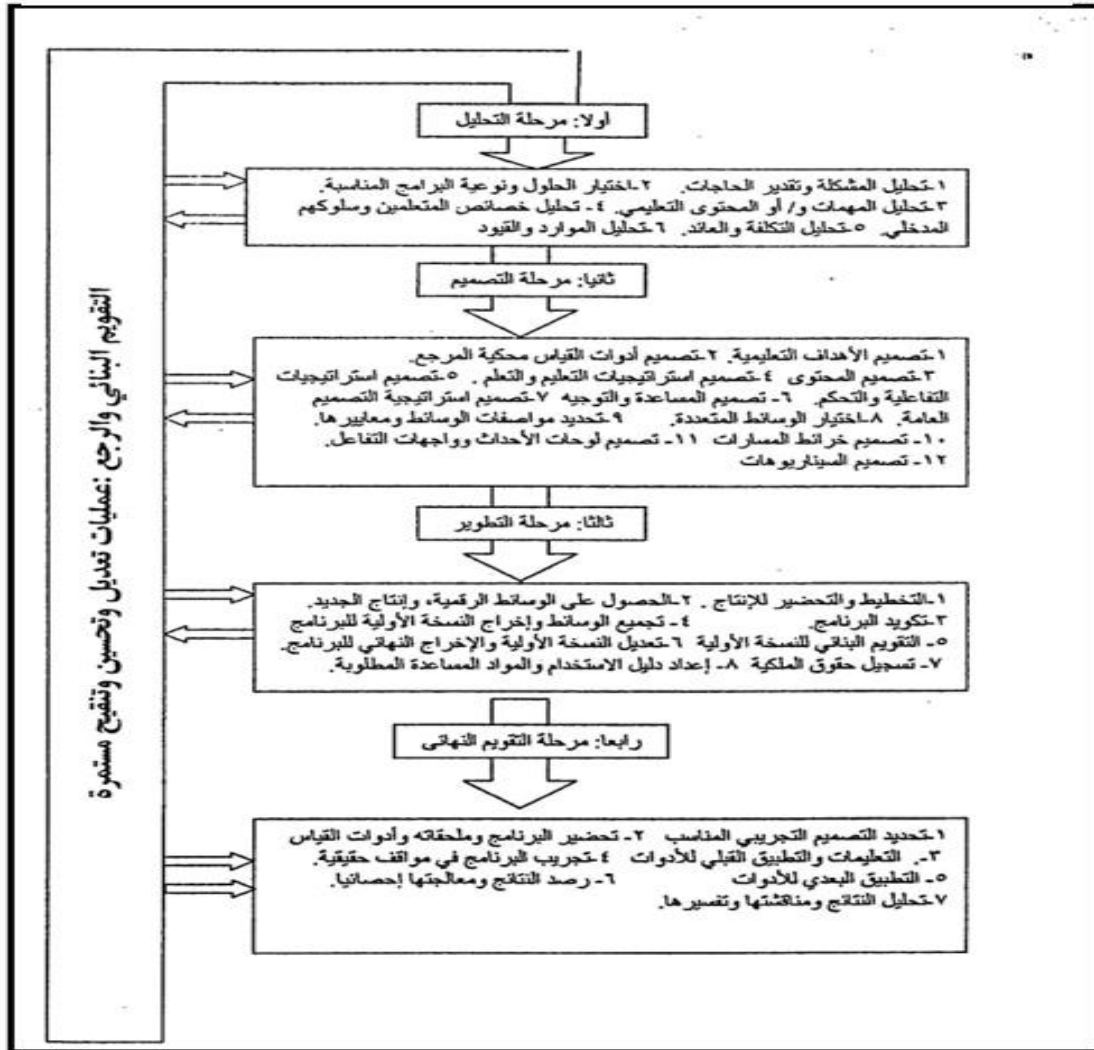 أولا: مرحلة التحليل
١-تحليل المشكلة وتقدير الحاجات. ٢-اختيار الحلول ونوعية البرامج المناسبة.
٣-تحليل المهمات و/ أو المحتوى التعليمي. ٤- تحليل خصائص المتعلمين وسلوكهم
المدخلي. ٥-تحليل التكلفة والعائد. ٦-تحليل الموارد والقيود
ثانيا: مرحلة التصميم
١-تصميم الأهداف التعليمية. ٢-تصميم أدوات القياس محكية المرجع.
٣-تصميم المحتوى ٤-تصميم استراتيجيات التعليم والتعلم . ٥-تصميم استراتيجيات
التفاعلية والتحكم. ٦- تصميم المساعدة والتوجيه ٧-تصميم استراتيجية التصميم
العامة. ٨-اختيار الوسائط المتعددة. ٩-تحديد مواصفات الوسائط ومعاييرها.
١٠- تصميم خرائط المسارات ١١- تصميم لوحات الأحداث وواجهات التفاعل.
١٢- تصميم السيناريوهات
ثالثا: مرحلة التطوير
١-التخطيط والتحضير للإنتاج . ٢-الحصول على الوسائط الرقمية، وإنتاج الجديد.
٣-تكويد البرنامج. ٤- تجميع الوسائط وإخراج النسخة الأولية للبرنامج
٥- التقويم البنائي للنسخة الأولية ٦-تعديل النسخة الأولية والإخراج النهائي للبرنامج.
٧- تسجيل حقوق الملكية ٨- إعداد دليل الاستخدام والمواد المساعدة المطلوبة.
رابعا: مرحلة التقويم النهائى
١-تحديد التصميم التجريبي المناسب ٢- تحضير البرنامج وملحقاته وأدوات القياس
٣-. التعليمات والتطبيق القبلي للأدوات ٤-تجريب البرنامج في مواقف حقيقية.
٥- التطبيق البعدي للأدوات ٦- رصد النتائج ومعالجتها إحصائيا.
٧-تحليل النتائج ومناقشتها وتفسيرها.
التقويم البنائي والرجع :عمليات تعديل وتحسين وتنقيح مستمرة